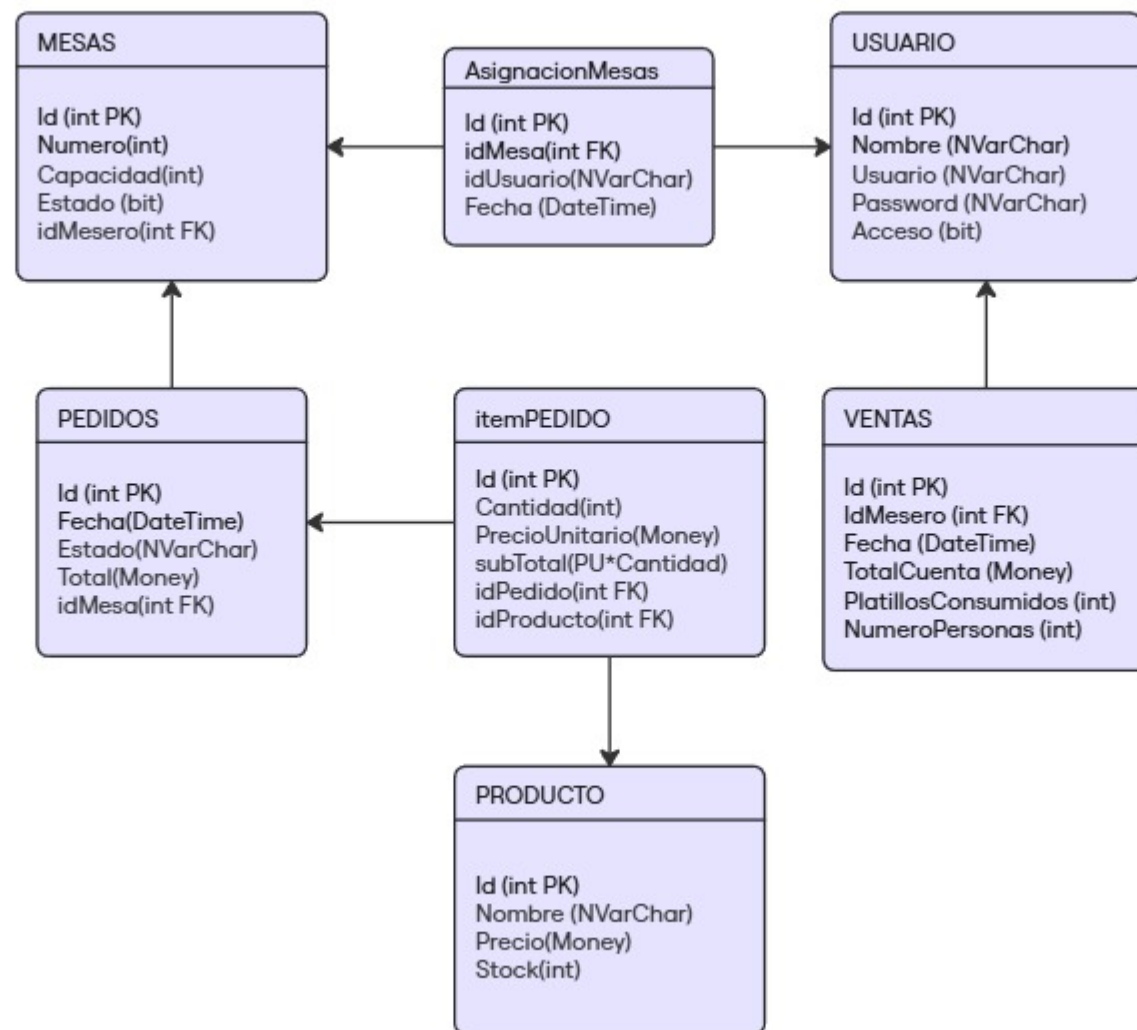 MESAS
Id (int PK)
Numero(int)
Capacidad(int)
Estado (bit)
idMesero(int FK)
AsignacionMesas
Id (int PK)
idMesa(int FK)
idUsuario(NVarChar)
Fecha (DateTime)
USUARIO
Id (int PK)
Nombre (NVarChar)
Usuario (NVarChar)
Password (NVarChar)
Acceso (bit)
PEDIDOS
Id (int PK)
Fecha(DateTime)
Estado(NVarChar)
Total(Money)
idMesa(int FK)
itemPEDIDO
Id (int PK)
Cantidad(int)
PrecioUnitario(Money)
subTotal(PU*Cantidad)
idPedido(int FK)
idProducto(int FK)
VENTAS
Id (int PK)
IdMesero (int FK)
Fecha (DateTime)
TotalCuenta (Money)
PlatillosConsumidos (int)
NumeroPersonas (int)
PRODUCTO
Id (int PK)
Nombre (NVarChar)
Precio(Money)
Stock(int)